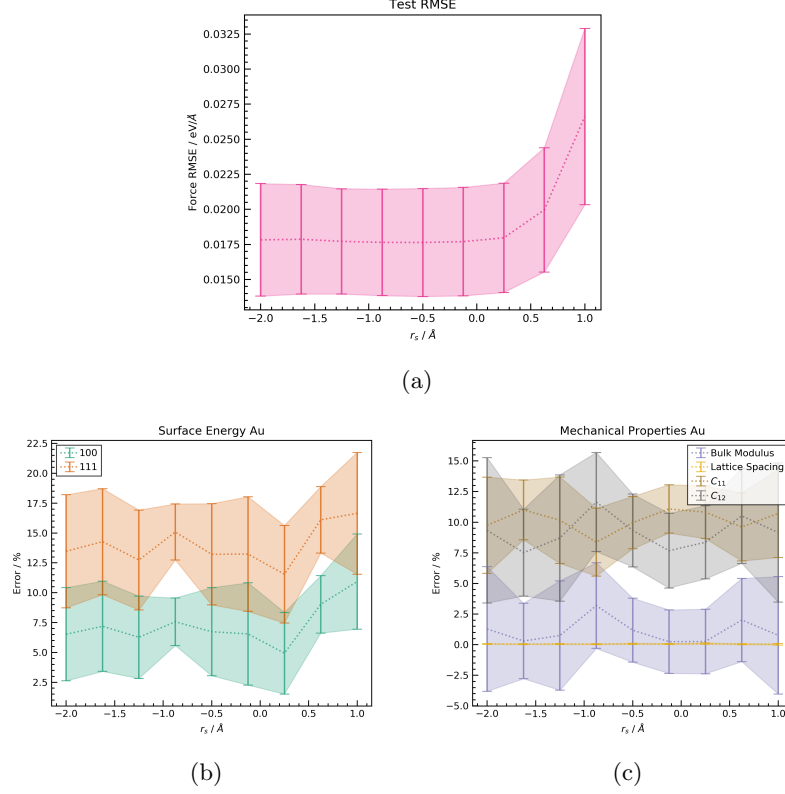 Test RMSE
0.0325
0.0300
0.0275
0.0250
0.0225
0.0200
0.0175
0.0150
Force RMSE / eV/Å
−2.0 −1.5 −1.0 −0.5 0.0 0.5 1.0
r_s / Å
(a)
Surface Energy Au
100
111
22.5
20.0
17.5
15.0
12.5
10.0
7.5
5.0
2.5
Error / %
−2.0 −1.5 −1.0 −0.5 0.0 0.5 1.0
r_s / Å
(b)
Mechanical Properties Au
Bulk Modulus
Lattice Spacing
C_11
C_12
15.0
12.5
10.0
7.5
5.0
2.5
0.0
−2.5
−5.0
Error / %
−2.0 −1.5 −1.0 −0.5 0.0 0.5 1.0
r_s / Å
(c)